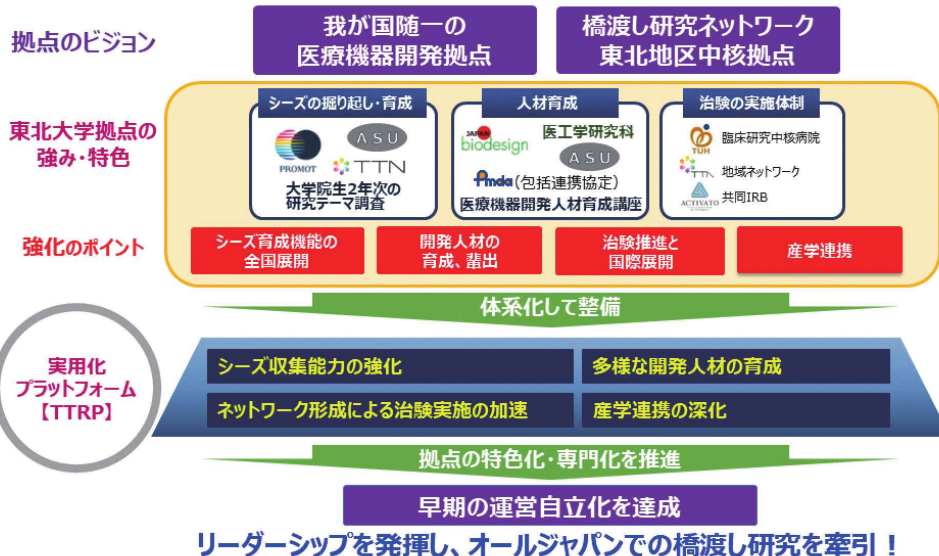 拠点のビジョン
我が国随一の
医療機器開発拠点
橋渡し研究ネットワーク
東北地区中核拠点
東北大学拠点の
強み・特色
シーズの掘り起し・育成
PROMOT
ASU
TTN
大学院生2年次の
研究テーマ調査
人材育成
JAPAN
biodesign
医工学研究科
ASU
Pmda(包括連携協定)
医療機器開発人材育成講座
治験の実施体制
TUH
臨床研究中核病院
TTN
地域ネットワーク
ACTIVATO
共同IRB
強化のポイント
シーズ育成機能の
全国展開
開発人材の
育成、輩出
治験推進と
国際展開
産学連携
体系化して整備
実用化
プラットフォーム
【TTRP】
シーズ収集能力の強化
多様な開発人材の育成
ネットワーク形成による治験実施の加速
産学連携の深化
拠点の特色化・専門化を推進
早期の運営自立化を達成
リーダーシップを発揮し、オールジャパンでの橋渡し研究を牽引！